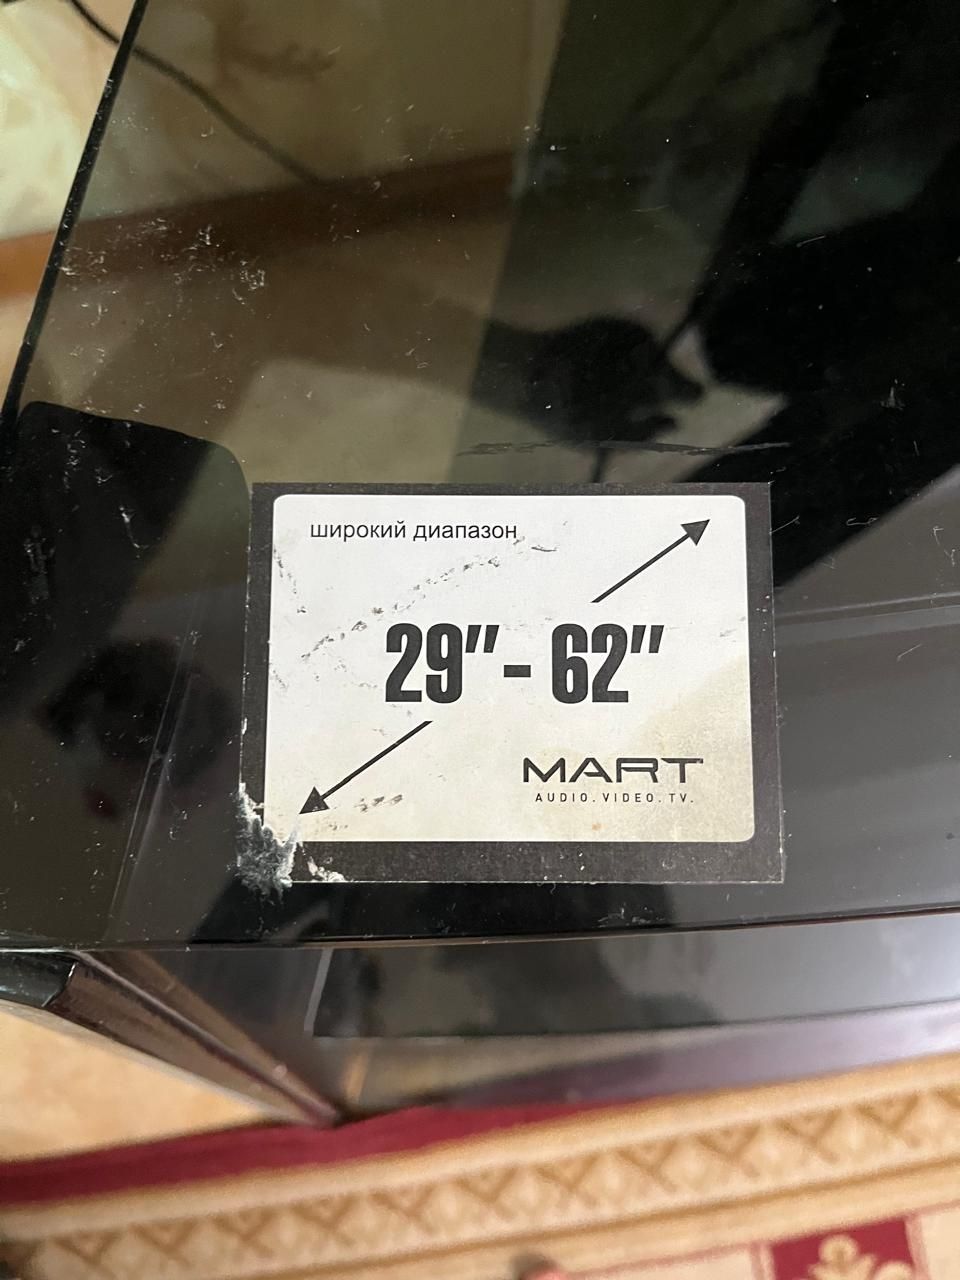 широкий диапазон
29″- 62″
MART
AUDIO.VIDEO.TV.